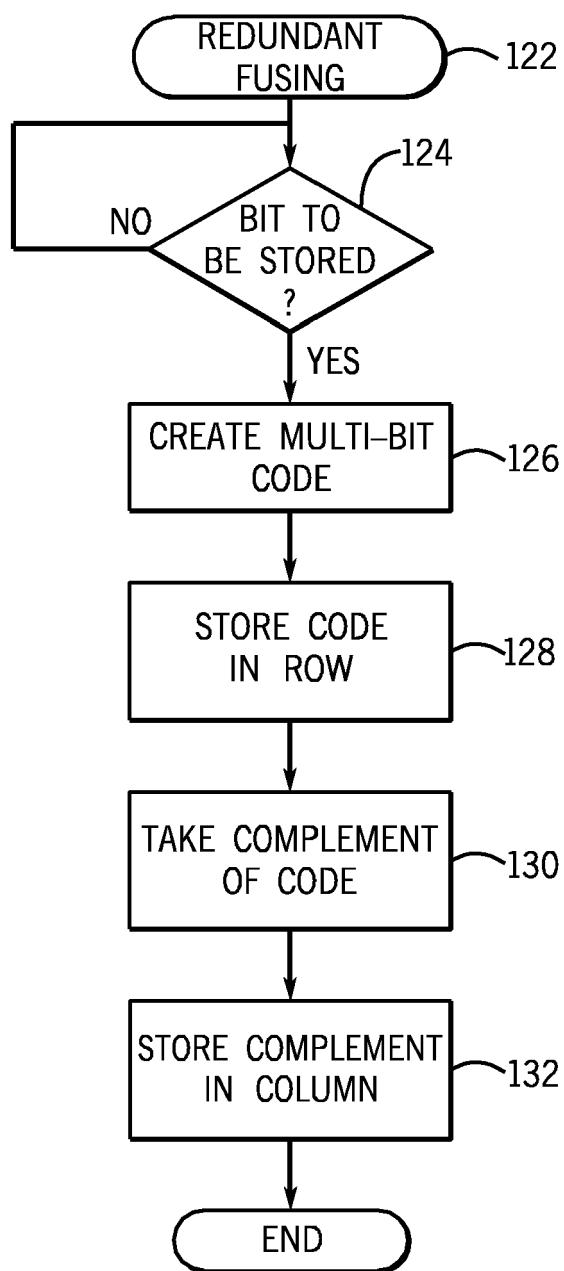 REDUNDANT
FUSING
122
124
BIT TO
BE STORED
?
NO
YES
CREATE MULTI–BIT
CODE
126
STORE CODE
IN ROW
128
TAKE COMPLEMENT
OF CODE
130
STORE COMPLEMENT
IN COLUMN
132
END